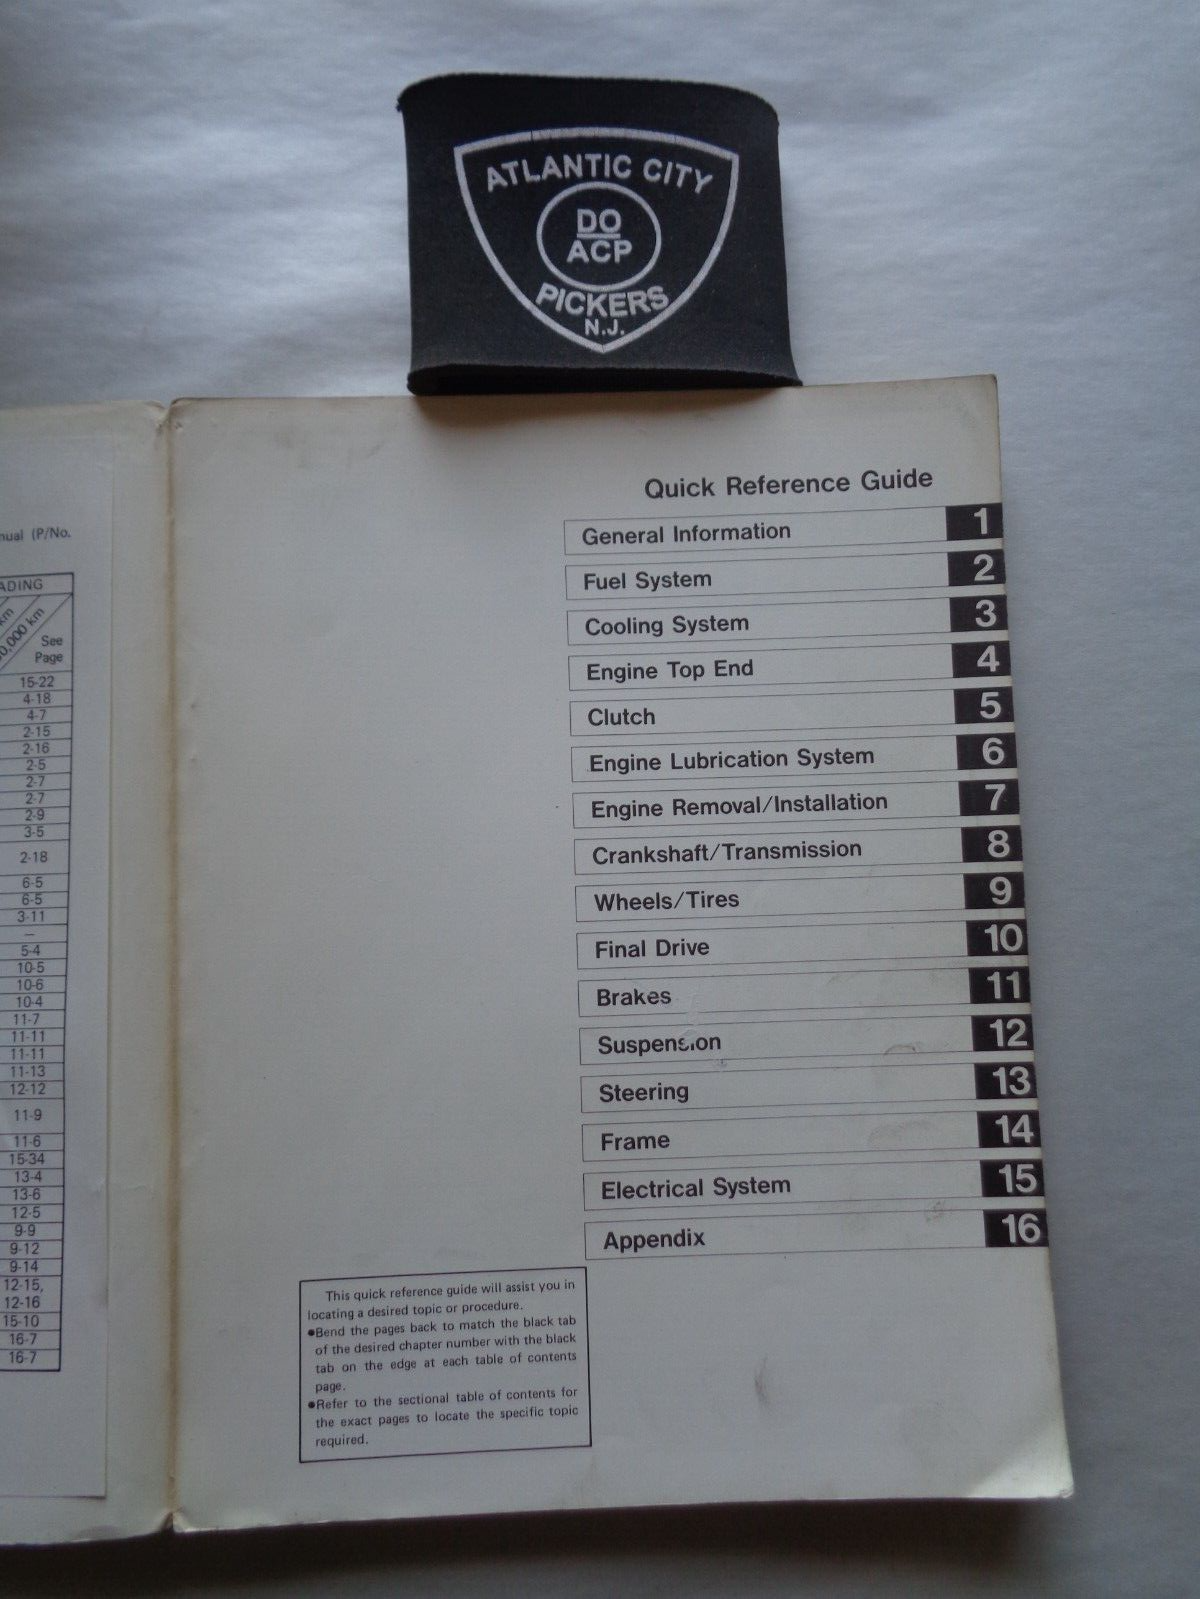 ATLANTIC CITY
DO
ACP
PICKERS
N.J.
nual (P/No.
ADING
km
0,000 km
See
Page
15-22
4-18
4-7
2-15
2-16
2-5
2-7
2-7
2-9
3-5
2-18
6-5
6-5
3-11
—
5-4
10-5
10-6
10-4
11-7
11-11
11-11
11-13
12-12
11-9
11-6
15-34
13-4
13-6
12-5
9-9
9-12
9-14
12-15,
12-16
15-10
16-7
16-7
Quick Reference Guide
General Information 1
Fuel System 2
Cooling System 3
Engine Top End 4
Clutch 5
Engine Lubrication System 6
Engine Removal/Installation 7
Crankshaft/Transmission 8
Wheels/Tires 9
Final Drive 10
Brakes 11
Suspension 12
Steering 13
Frame 14
Electrical System 15
Appendix 16
This quick reference guide will assist you in
locating a desired topic or procedure.
●Bend the pages back to match the black tab
of the desired chapter number with the black
tab on the edge at each table of contents
page.
●Refer to the sectional table of contents for
the exact pages to locate the specific topic
required.